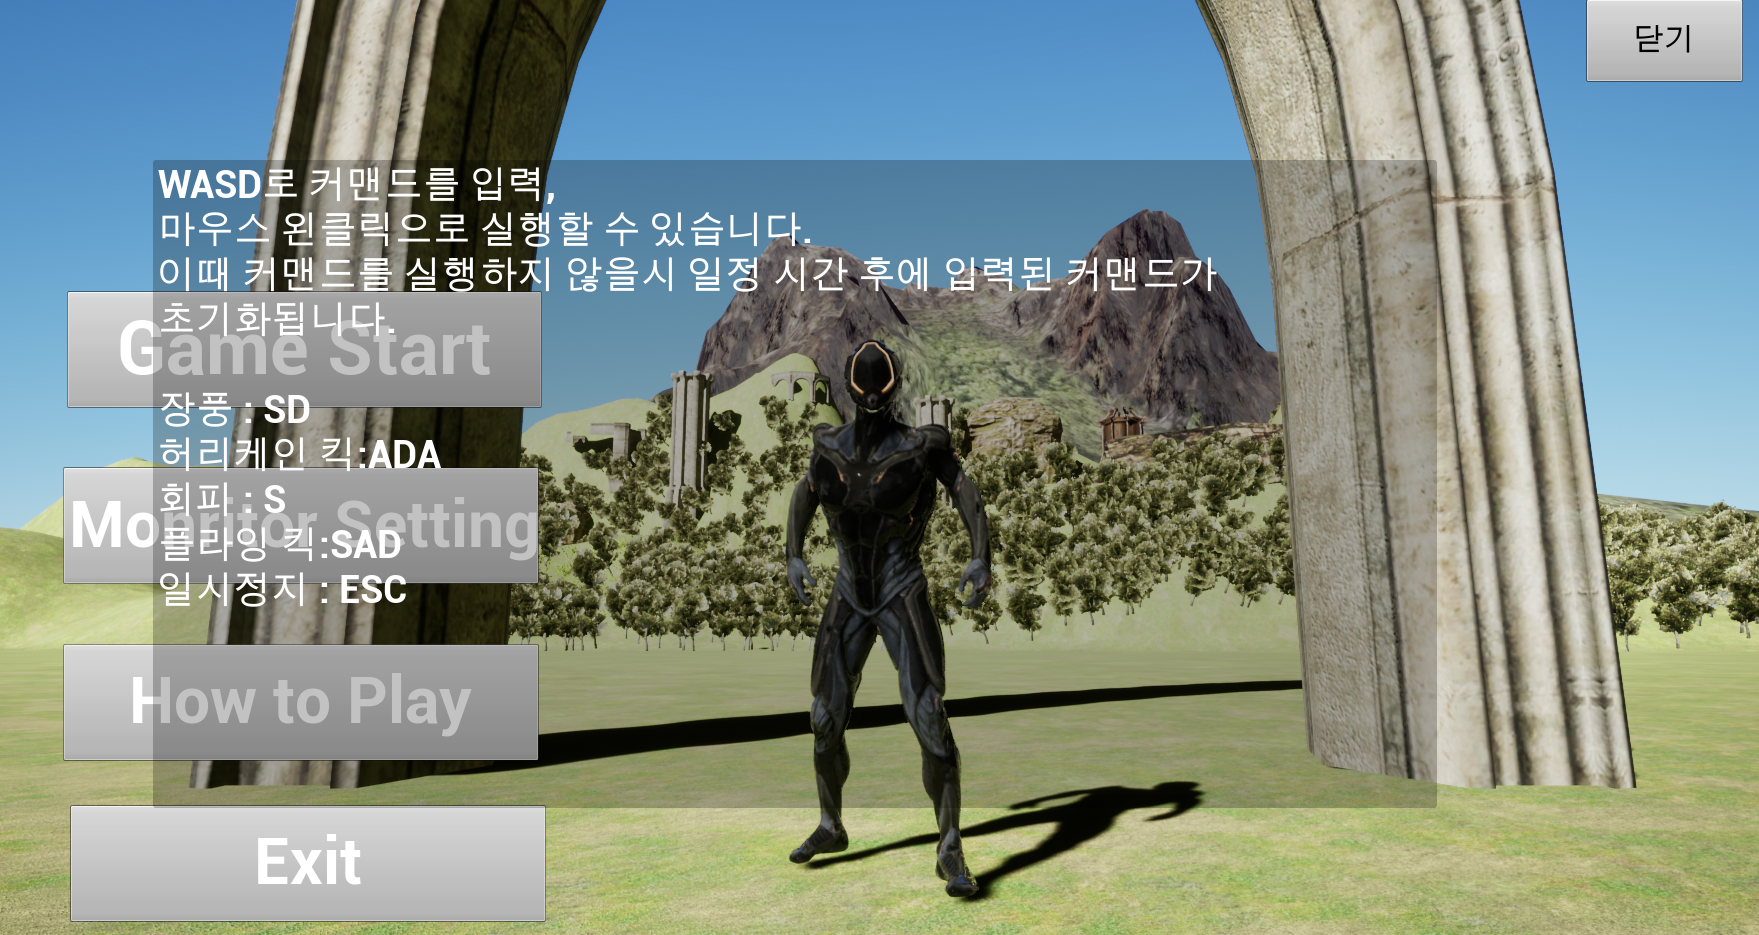 닫기
WASD로 커맨드를 입력,
마우스 왼클릭으로 실행할 수 있습니다.
이때 커맨드를 실행하지 않을시 일정 시간 후에 입력된 커맨드가
초기화됩니다.
Game Start
장풍 : SD
허리케인 킥:ADA
회피 : S
Monritor Setting
플라잉 킥:SAD
일시정지 : ESC
How to Play
Exit